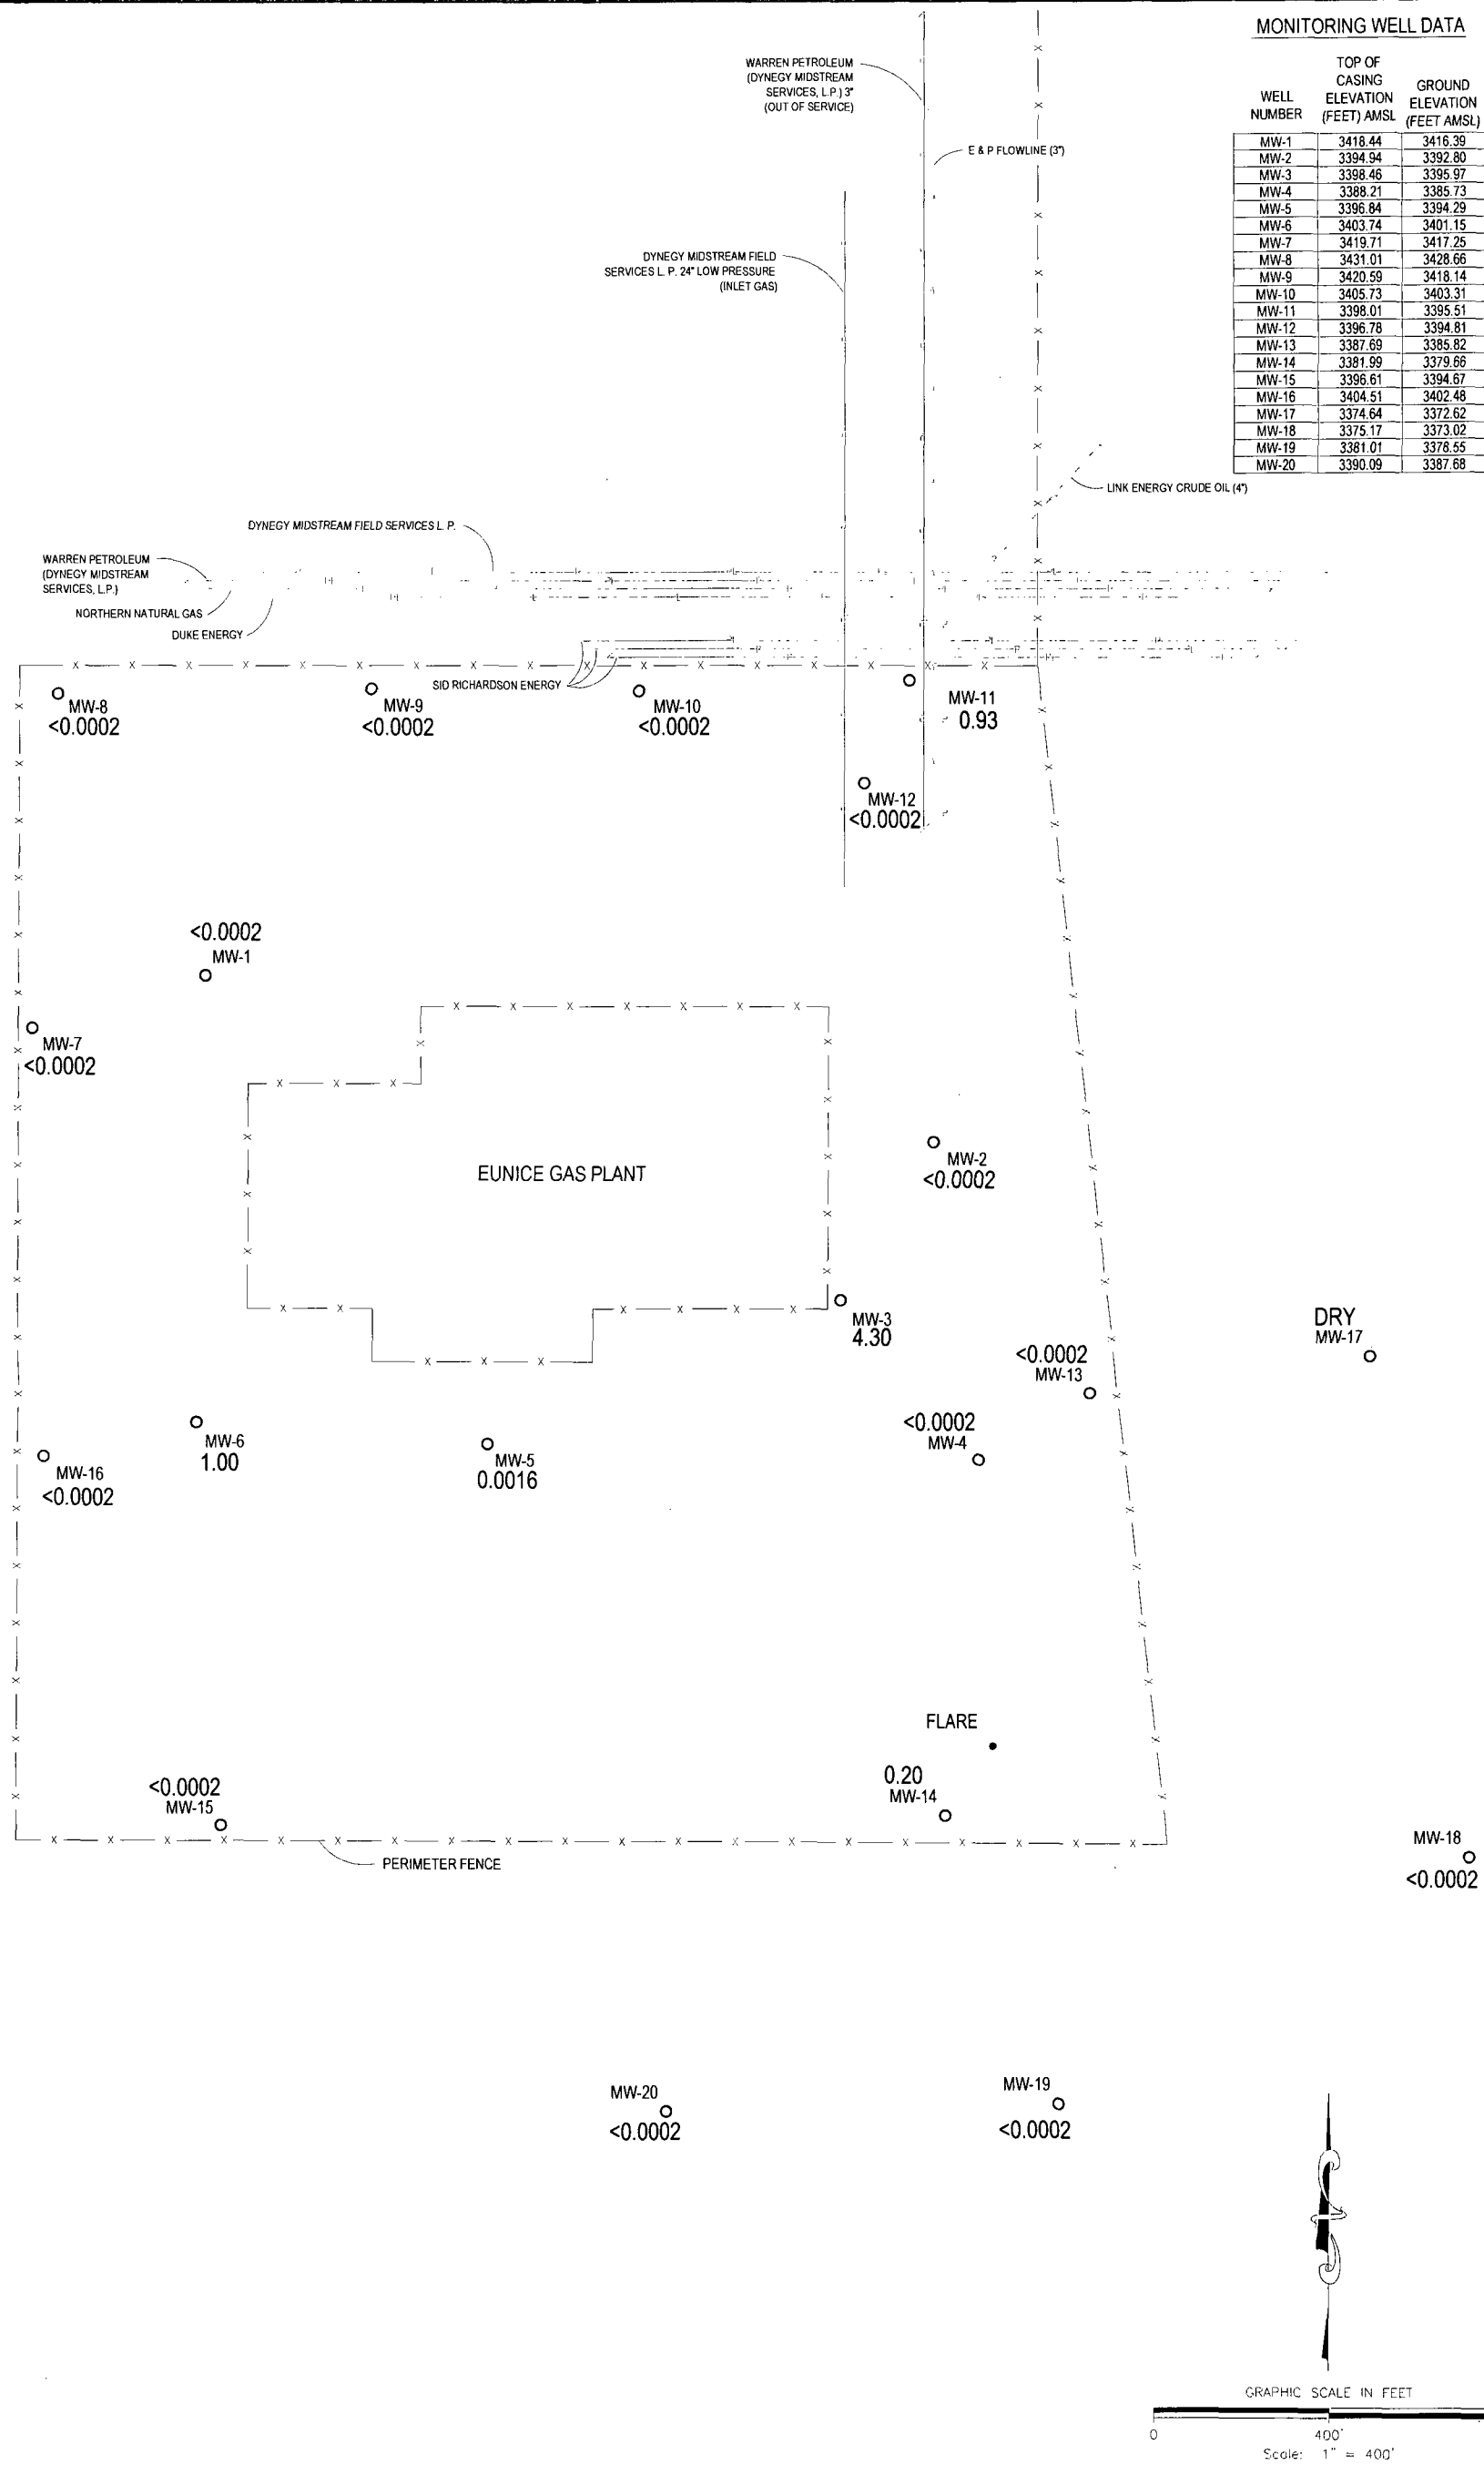 MONITORING WELL DATA
WELL NUMBER TOP OF CASING ELEVATION (FEET) AMSL GROUND ELEVATION (FEET AMSL)
MW-1 3418.44 3416.39
MW-2 3394.94 3392.80
MW-3 3398.46 3395.97
MW-4 3388.21 3385.73
MW-5 3396.84 3394.29
MW-6 3403.74 3401.15
MW-7 3419.71 3417.25
MW-8 3431.01 3428.66
MW-9 3420.59 3418.14
MW-10 3405.73 3403.31
MW-11 3398.01 3395.51
MW-12 3396.78 3394.81
MW-13 3387.69 3385.82
MW-14 3381.99 3379.66
MW-15 3396.61 3394.67
MW-16 3404.51 3402.48
MW-17 3374.64 3372.62
MW-18 3375.17 3373.02
MW-19 3381.01 3378.55
MW-20 3390.09 3387.68
WARREN PETROLEUM
(DYNEGY MIDSTREAM
SERVICES, L.P.) 3"
(OUT OF SERVICE)
E & P FLOWLINE (3")
DYNEGY MIDSTREAM FIELD
SERVICES L. P. 24" LOW PRESSURE
(INLET GAS)
LINK ENERGY CRUDE OIL (4")
DYNEGY MIDSTREAM FIELD SERVICES L. P.
WARREN PETROLEUM
(DYNEGY MIDSTREAM
SERVICES, L.P.)
NORTHERN NATURAL GAS
DUKE ENERGY
SID RICHARDSON ENERGY
MW-8
<0.0002
MW-9
<0.0002
MW-10
<0.0002
MW-11
0.93
MW-12
<0.0002
<0.0002
MW-1
MW-7
<0.0002
EUNICE GAS PLANT
MW-2
<0.0002
MW-3
4.30
DRY
MW-17
<0.0002
MW-13
<0.0002
MW-4
MW-6
1.00
MW-5
0.0016
MW-16
<0.0002
FLARE
0.20
MW-14
<0.0002
MW-15
PERIMETER FENCE
MW-18
<0.0002
MW-20
<0.0002
MW-19
<0.0002
GRAPHIC SCALE IN FEET
0 400'
Scale: 1" = 400'